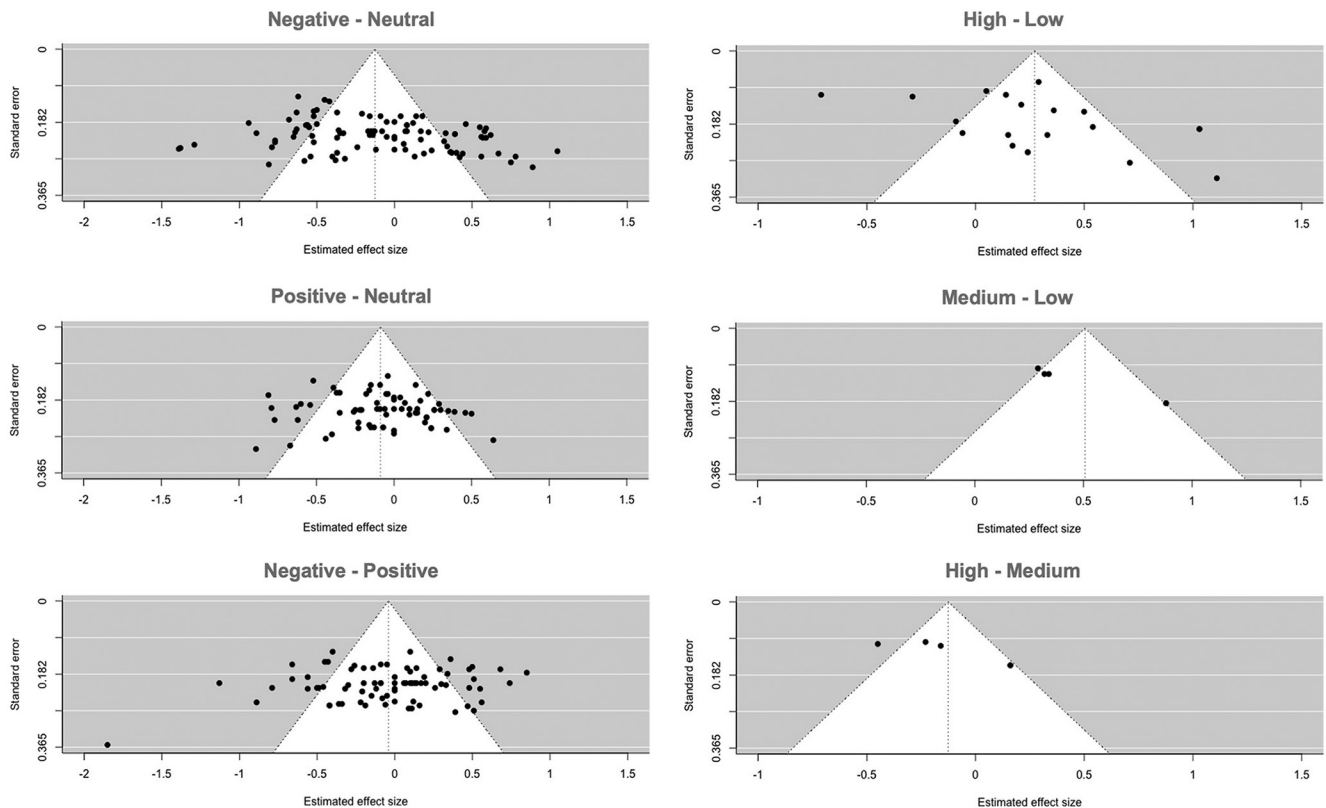 Negative - Neutral
Standard error
0
0.182
0.365
-2 -1.5 -1 -0.5 0 0.5 1 1.5
Estimated effect size
High - Low
Standard error
0
0.182
0.365
-1 -0.5 0 0.5 1 1.5
Estimated effect size
Positive - Neutral
Standard error
0
0.182
0.365
-2 -1.5 -1 -0.5 0 0.5 1 1.5
Estimated effect size
Medium - Low
Standard error
0
0.182
0.365
-1 -0.5 0 0.5 1 1.5
Estimated effect size
Negative - Positive
Standard error
0
0.182
0.365
-2 -1.5 -1 -0.5 0 0.5 1 1.5
Estimated effect size
High - Medium
Standard error
0
0.182
0.365
-1 -0.5 0 0.5 1 1.5
Estimated effect size